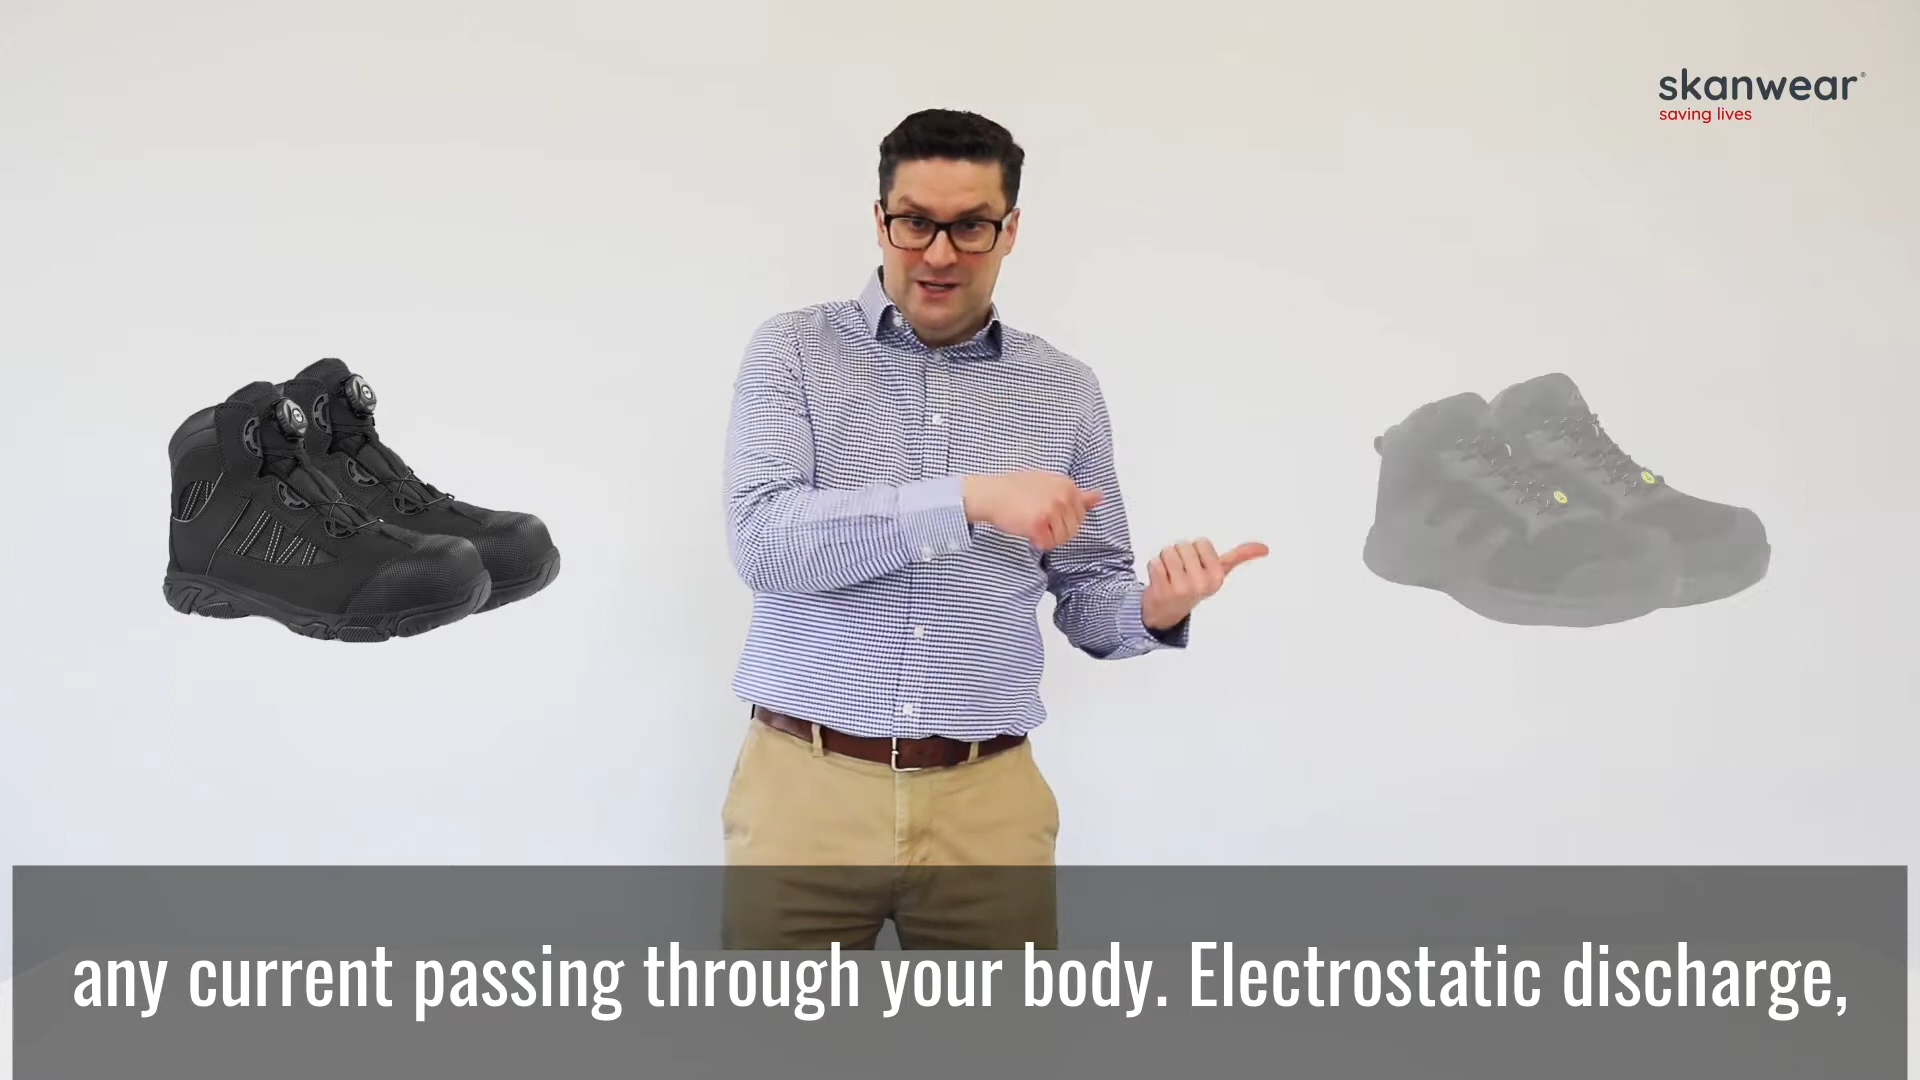 skanwear®
saving lives
any current passing through your body. Electrostatic discharge,